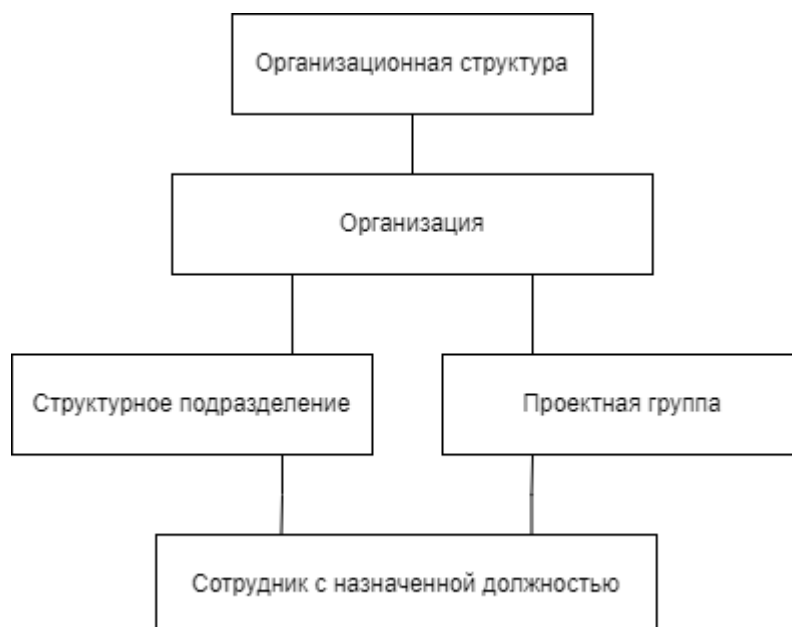 Организационная структура
Организация
Структурное подразделение
Проектная группа
Сотрудник с назначенной должностью